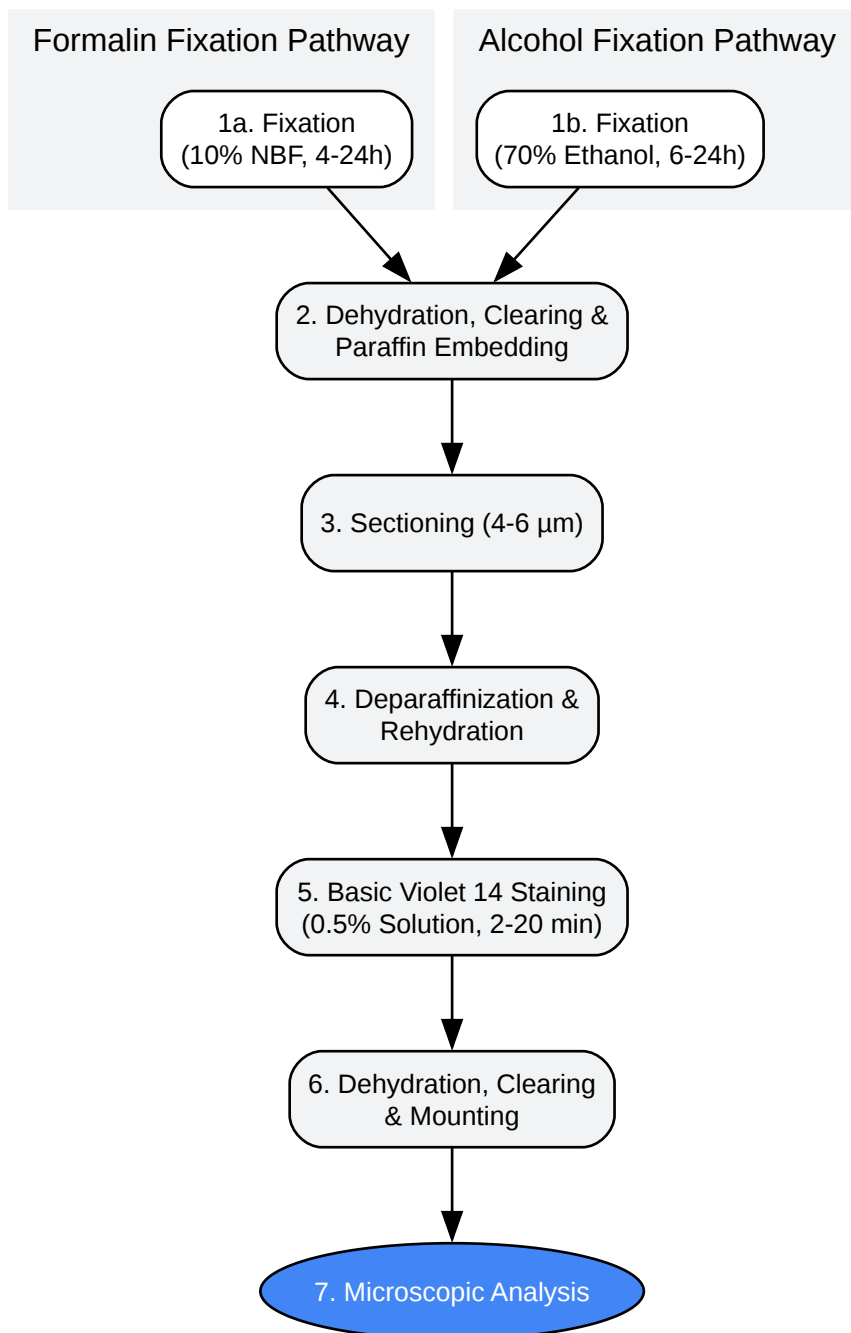 Formalin Fixation Pathway
Alcohol Fixation Pathway
1a. Fixation
(10% NBF, 4-24h)
1b. Fixation
(70% Ethanol, 6-24h)
2. Dehydration, Clearing &
Paraffin Embedding
3. Sectioning (4-6 µm)
4. Deparaffinization &
Rehydration
5. Basic Violet 14 Staining
(0.5% Solution, 2-20 min)
6. Dehydration, Clearing
& Mounting
7. Microscopic Analysis